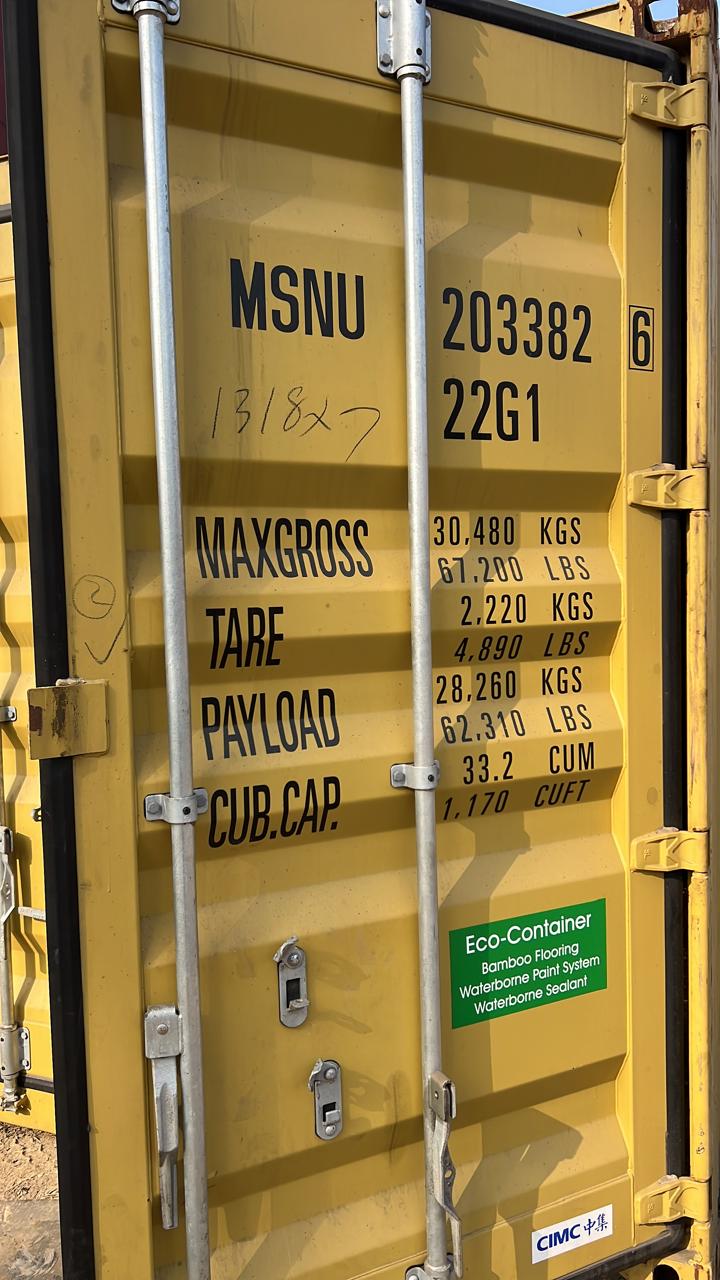 MSNU 203382 6
22G1
1318x7
MAXGROSS 30,480 KGS
67,200 LBS
TARE 2,220 KGS
4,890 LBS
PAYLOAD 28,260 KGS
62,310 LBS
CUB.CAP. 33.2 CUM
1,170 CUFT
2
Eco-Container
Bamboo Flooring
Waterborne Paint System
Waterborne Sealant
CIMC 中集